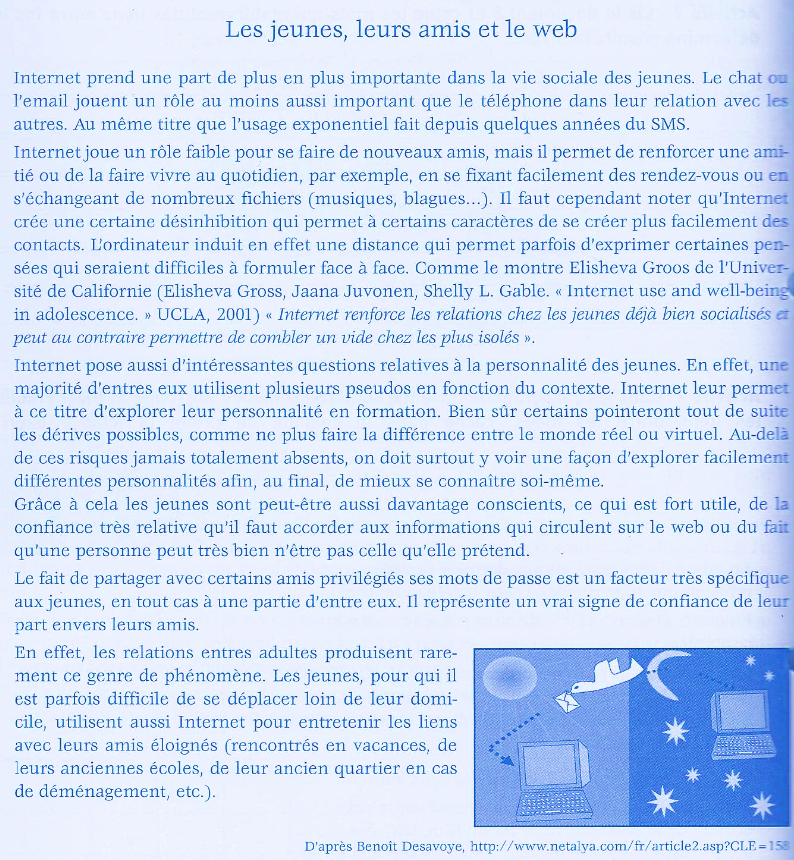 Les jeunes, leurs amis et le web
Internet prend une part de plus en plus importante dans la vie sociale des jeunes. Le chat ou
l'email jouent un rôle au moins aussi important que le téléphone dans leur relation avec les
autres. Au même titre que l'usage exponentiel fait depuis quelques années du SMS.
Internet joue un rôle faible pour se faire de nouveaux amis, mais il permet de renforcer une ami-
tié ou de la faire vivre au quotidien, par exemple, en se fixant facilement des rendez-vous ou en
s'échangeant de nombreux fichiers (musiques, blagues...). Il faut cependant noter qu'Internet
crée une certaine désinhibition qui permet à certains caractères de se créer plus facilement des
contacts. L'ordinateur induit en effet une distance qui permet parfois d'exprimer certaines pen-
sées qui seraient difficiles à formuler face à face. Comme le montre Elisheva Groos de l'Univer-
sité de Californie (Elisheva Gross, Jaana Juvonen, Shelly L. Gable. « Internet use and well-being
in adolescence. » UCLA, 2001) « Internet renforce les relations chez les jeunes déjà bien socialisés et
peut au contraire permettre de combler un vide chez les plus isolés ».
Internet pose aussi d'intéressantes questions relatives à la personnalité des jeunes. En effet, une
majorité d'entres eux utilisent plusieurs pseudos en fonction du contexte. Internet leur permet
à ce titre d'explorer leur personnalité en formation. Bien sûr certains pointeront tout de suite
les dérives possibles, comme ne plus faire la différence entre le monde réel ou virtuel. Au-delà
de ces risques jamais totalement absents, on doit surtout y voir une façon d'explorer facilement
différentes personnalités afin, au final, de mieux se connaître soi-même.
Grâce à cela les jeunes sont peut-être aussi davantage conscients, ce qui est fort utile, de la
confiance très relative qu'il faut accorder aux informations qui circulent sur le web ou du fait
qu'une personne peut très bien n'être pas celle qu'elle prétend.
Le fait de partager avec certains amis privilégiés ses mots de passe est un facteur très spécifique
aux jeunes, en tout cas à une partie d'entre eux. Il représente un vrai signe de confiance de leur
part envers leurs amis.
En effet, les relations entres adultes produisent rare-
ment ce genre de phénomène. Les jeunes, pour qui il
est parfois difficile de se déplacer loin de leur domi-
cile, utilisent aussi Internet pour entretenir les liens
avec leurs amis éloignés (rencontrés en vacances, de
leurs anciennes écoles, de leur ancien quartier en cas
de déménagement, etc.).
D'après Benoît Desavoye, http://www.netalya.com/fr/article2.asp?CLE=158